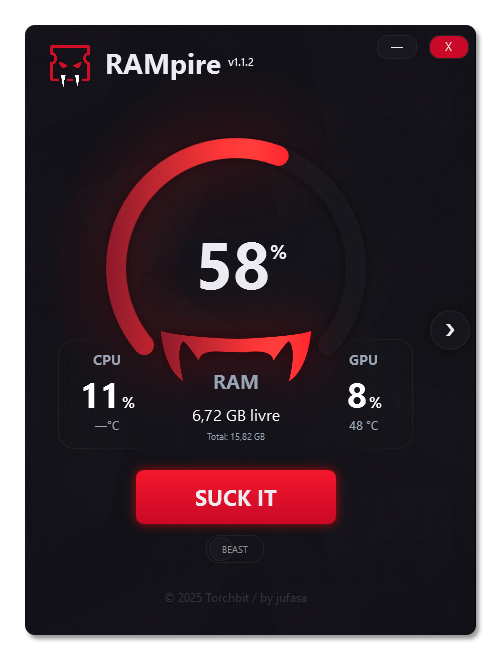 RAMpire v1.1.2
— X
58%
CPU
11%
—°C
RAM
6,72 GB livre
Total: 15,82 GB
GPU
8%
48 °C
SUCK IT
BEAST
© 2025 Torchbit / by jufasa